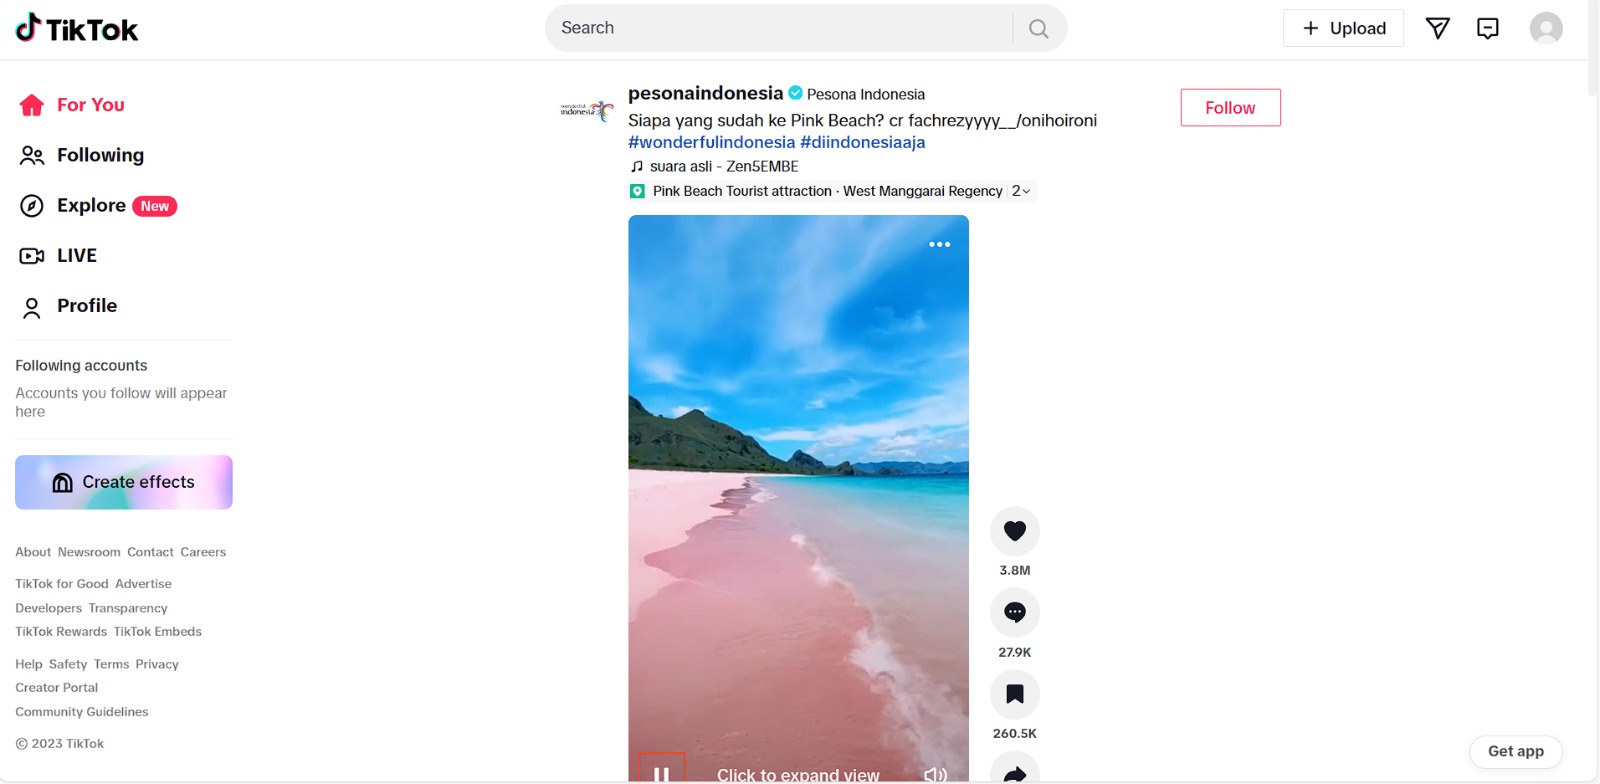 TikTok
Search
+ Upload
For You
Following
Explore New
LIVE
Profile
Following accounts
Accounts you follow will appear
here
Create effects
About Newsroom Contact Careers
TikTok for Good Advertise
Developers Transparency
TikTok Rewards TikTok Embeds
Help Safety Terms Privacy
Creator Portal
Community Guidelines
© 2023 TikTok
wonderful
indonesia
pesonaindonesia Pesona Indonesia
Siapa yang sudah ke Pink Beach? cr fachrezyyyy__/onihoironi
#wonderfulindonesia #diindonesiaaja
suara asli - Zen5EMBE
Pink Beach Tourist attraction · West Manggarai Regency 2
Follow
3.8M
27.9K
260.5K
Click to expand view
Get app